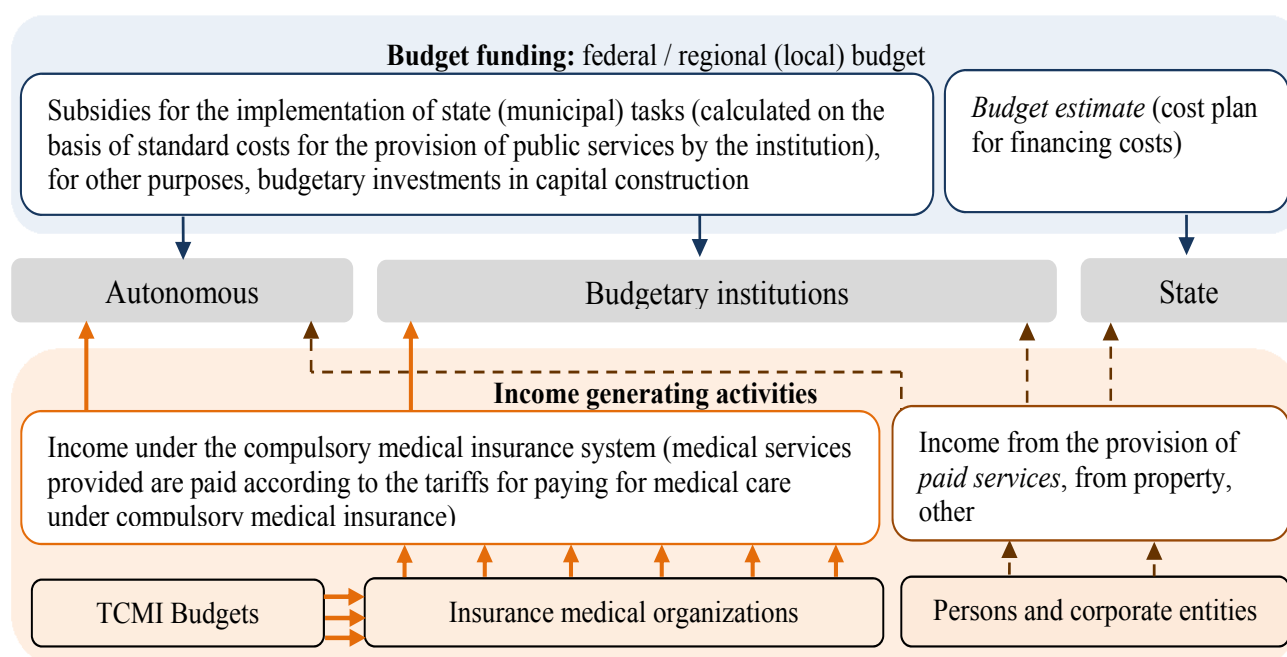 Budget funding: federal / regional (local) budget
Subsidies for the implementation of state (municipal) tasks (calculated on the
basis of standard costs for the provision of public services by the institution),
for other purposes, budgetary investments in capital construction
Budget estimate (cost plan
for financing costs)
Autonomous
Budgetary institutions
State
Income generating activities
Income under the compulsory medical insurance system (medical services
provided are paid according to the tariffs for paying for medical care
under compulsory medical insurance)
Income from the provision of
paid services, from property,
other
TCMI Budgets
Insurance medical organizations
Persons and corporate entities